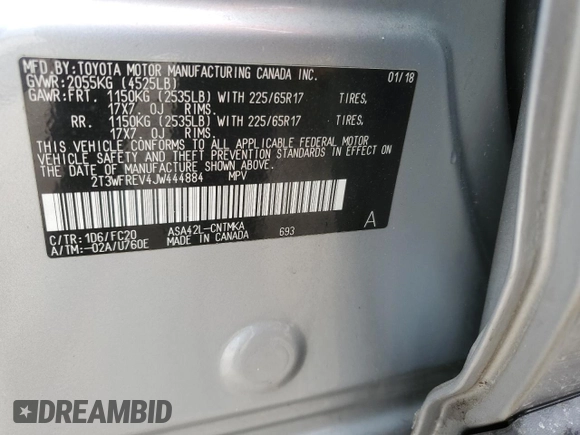 MFD.BY:TOYOTA MOTOR MANUFACTURING CANADA INC. 01/18
GVWR:2055KG (4525LB)
GAWR:FRT. 1150KG (2535LB) WITH 225/65R17 TIRES,
17X7.0J RIMS.
RR. 1150KG (2535LB) WITH 225/65R17 TIRES,
17X7.0J RIMS.
THIS VEHICLE CONFORMS TO ALL APPLICABLE FEDERAL MOTOR
VEHICLE SAFETY AND THEFT PREVENTION STANDARDS IN EFFECT ON
THE DATE OF MANUFACTURE SHOWN ABOVE.
2T3WFREV4JW444884 MPV
A
C/TR:1D6/FC20 ASA42L-CNTMKA
A/TM:-02A/U760E MADE IN CANADA 693
DREAMBID